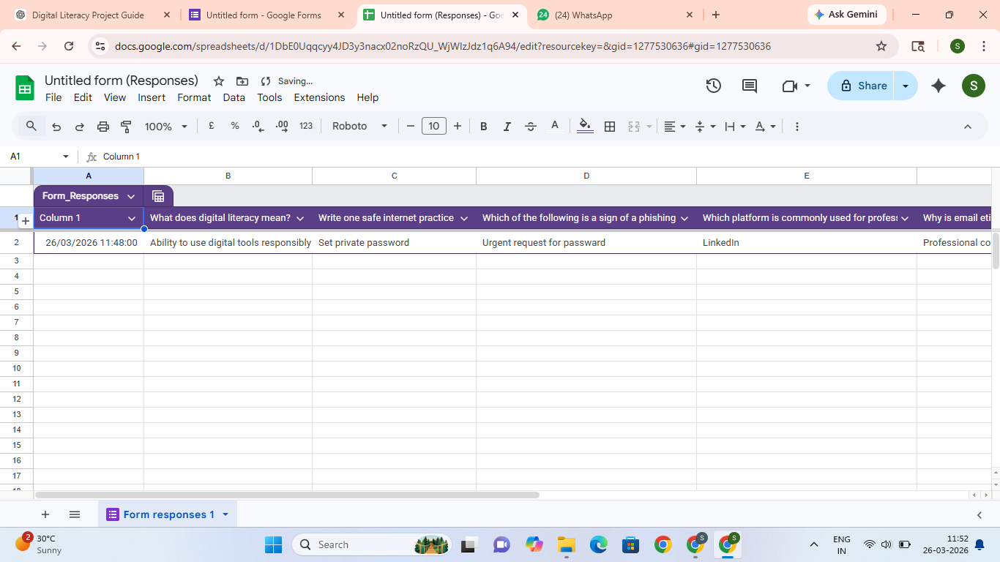 Digital Literacy Project Guide
Untitled form - Google Forms
Untitled form (Responses) - Goo
24 (24) WhatsApp
Ask Gemini
docs.google.com/spreadsheets/d/1DbE0Uqqcyy4JD3y3nacx02noRzQU_WjWlzJdz1q6A94/edit?resourcekey=&gid=1277530636#gid=1277530636
S
Untitled form (Responses)
Saving...
File Edit View Insert Format Data Tools Extensions Help
Share
S
100% £ % .0 .00 123 Roboto 10 B I S A A
A1 fx Column 1
A B C D E
Form_Responses
1 Column 1 What does digital literacy mean? Write one safe internet practice Which of the following is a sign of a phishing Which platform is commonly used for profes: Why is email eti
2 26/03/2026 11:48:00 Ability to use digital tools responsibly Set private password Urgent request for passward LinkedIn Professional co
3
4
5
6
7
8
9
10
11
12
13
14
15
16
17
18
Form responses 1
2 30°C
Sunny
Search
S
S
ENG
IN
11:52
26-03-2026